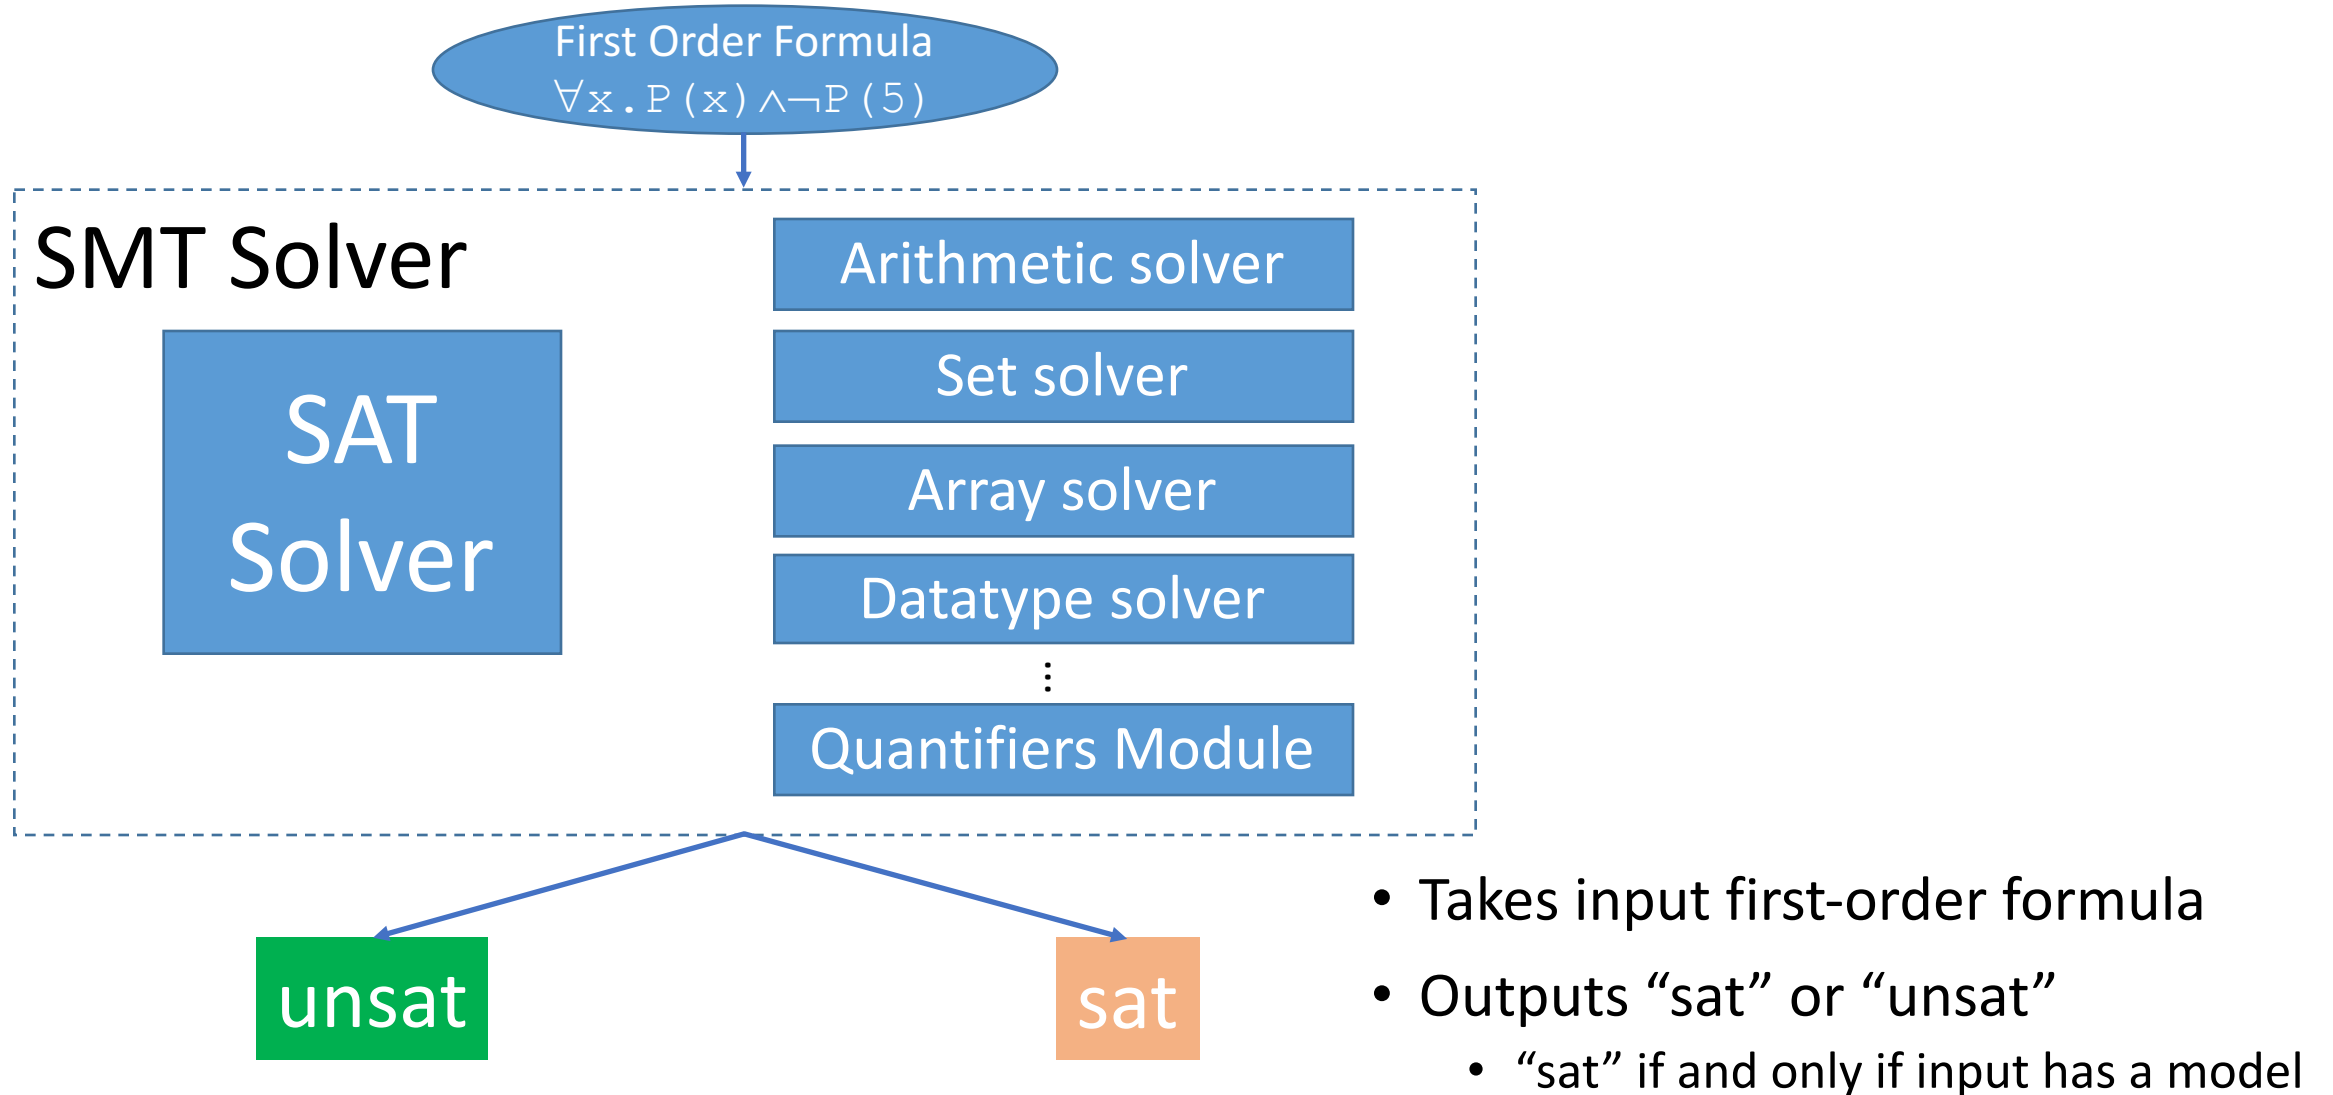 First Order Formula
∀x.P(x)∧¬P(5)
SMT Solver
SAT
Solver
Arithmetic solver
Set solver
Array solver
Datatype solver
…
Quantifiers Module
unsat
sat
• Takes input first-order formula
• Outputs “sat” or “unsat”
• “sat” if and only if input has a model